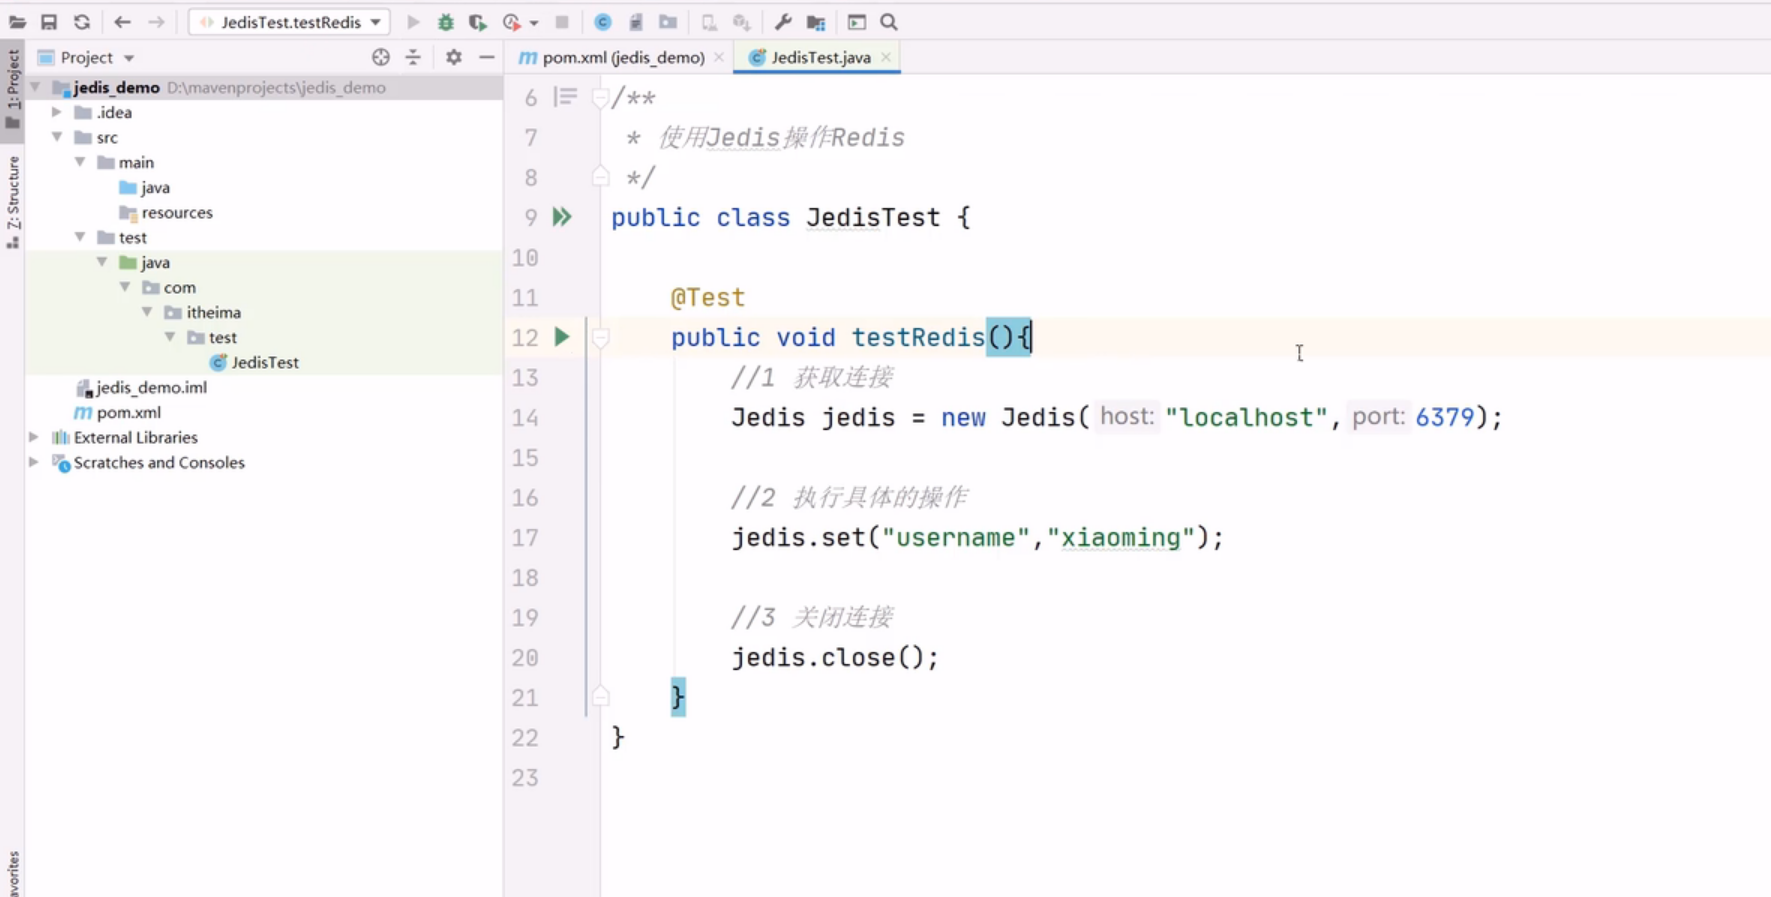 JedisTest.testRedis
1: Project
Z: Structure
avorites
Project
jedis_demo D:\mavenprojects\jedis_demo
.idea
src
main
java
resources
test
java
com
itheima
test
JedisTest
jedis_demo.iml
pom.xml
External Libraries
Scratches and Consoles
pom.xml (jedis_demo)
JedisTest.java
6 /**
7  * 使用Jedis操作Redis
8  */
9 public class JedisTest {
10
11     @Test
12     public void testRedis(){
13         //1 获取连接
14         Jedis jedis = new Jedis( host: "localhost", port: 6379);
15
16         //2 执行具体的操作
17         jedis.set("username","xiaoming");
18
19         //3 关闭连接
20         jedis.close();
21     }
22 }
23